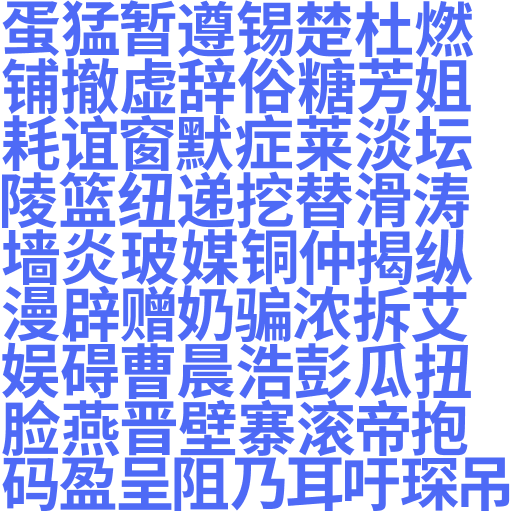 蛋猛暂遵锡楚杜燃
铺撤虚辞俗糖芳姐
耗谊窗默症莱淡坛
陵篮纽递挖替滑涛
墙炎玻媒铜仲揭纵
漫辟赠奶骗浓拆艾
娱碍曹晨浩彭瓜扭
脸燕晋壁寨滚帝抱
码盈呈阻乃耳吁琛吊